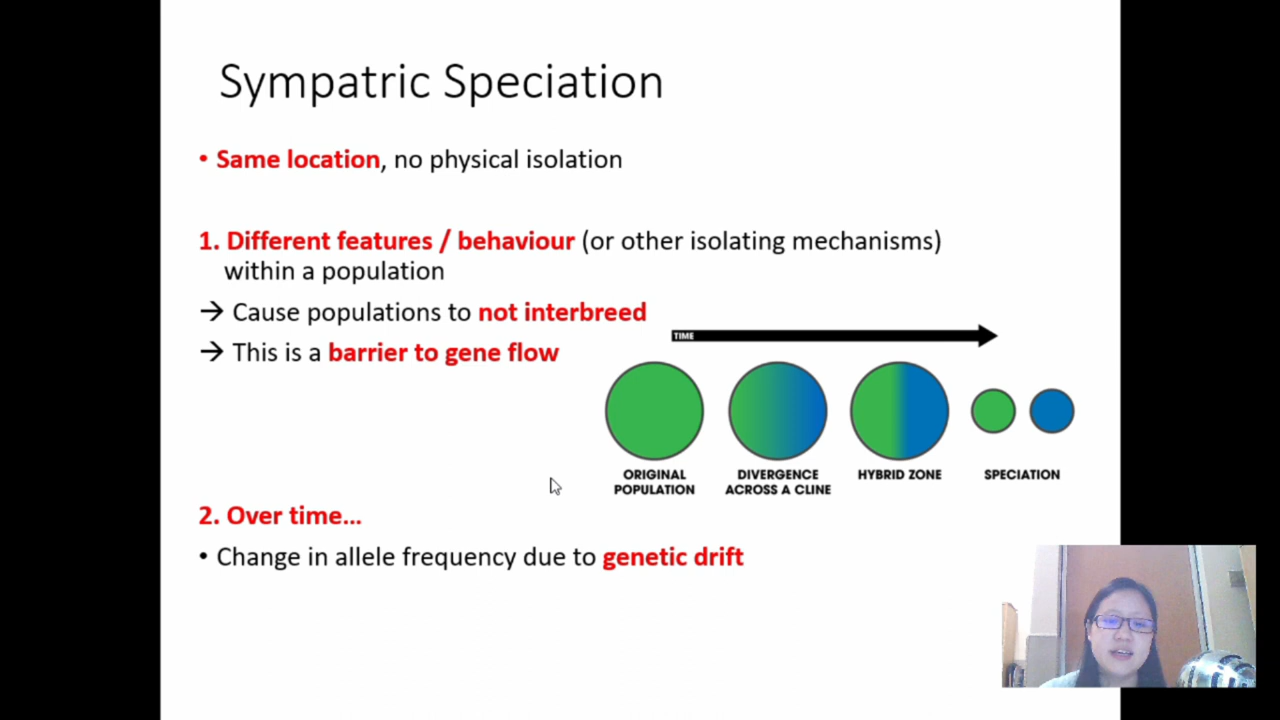 Sympatric Speciation
• Same location, no physical isolation
1. Different features / behaviour (or other isolating mechanisms)
within a population
→ Cause populations to not interbreed
→ This is a barrier to gene flow
TIME
ORIGINAL POPULATION
DIVERGENCE ACROSS A CLINE
HYBRID ZONE
SPECIATION
2. Over time...
• Change in allele frequency due to genetic drift